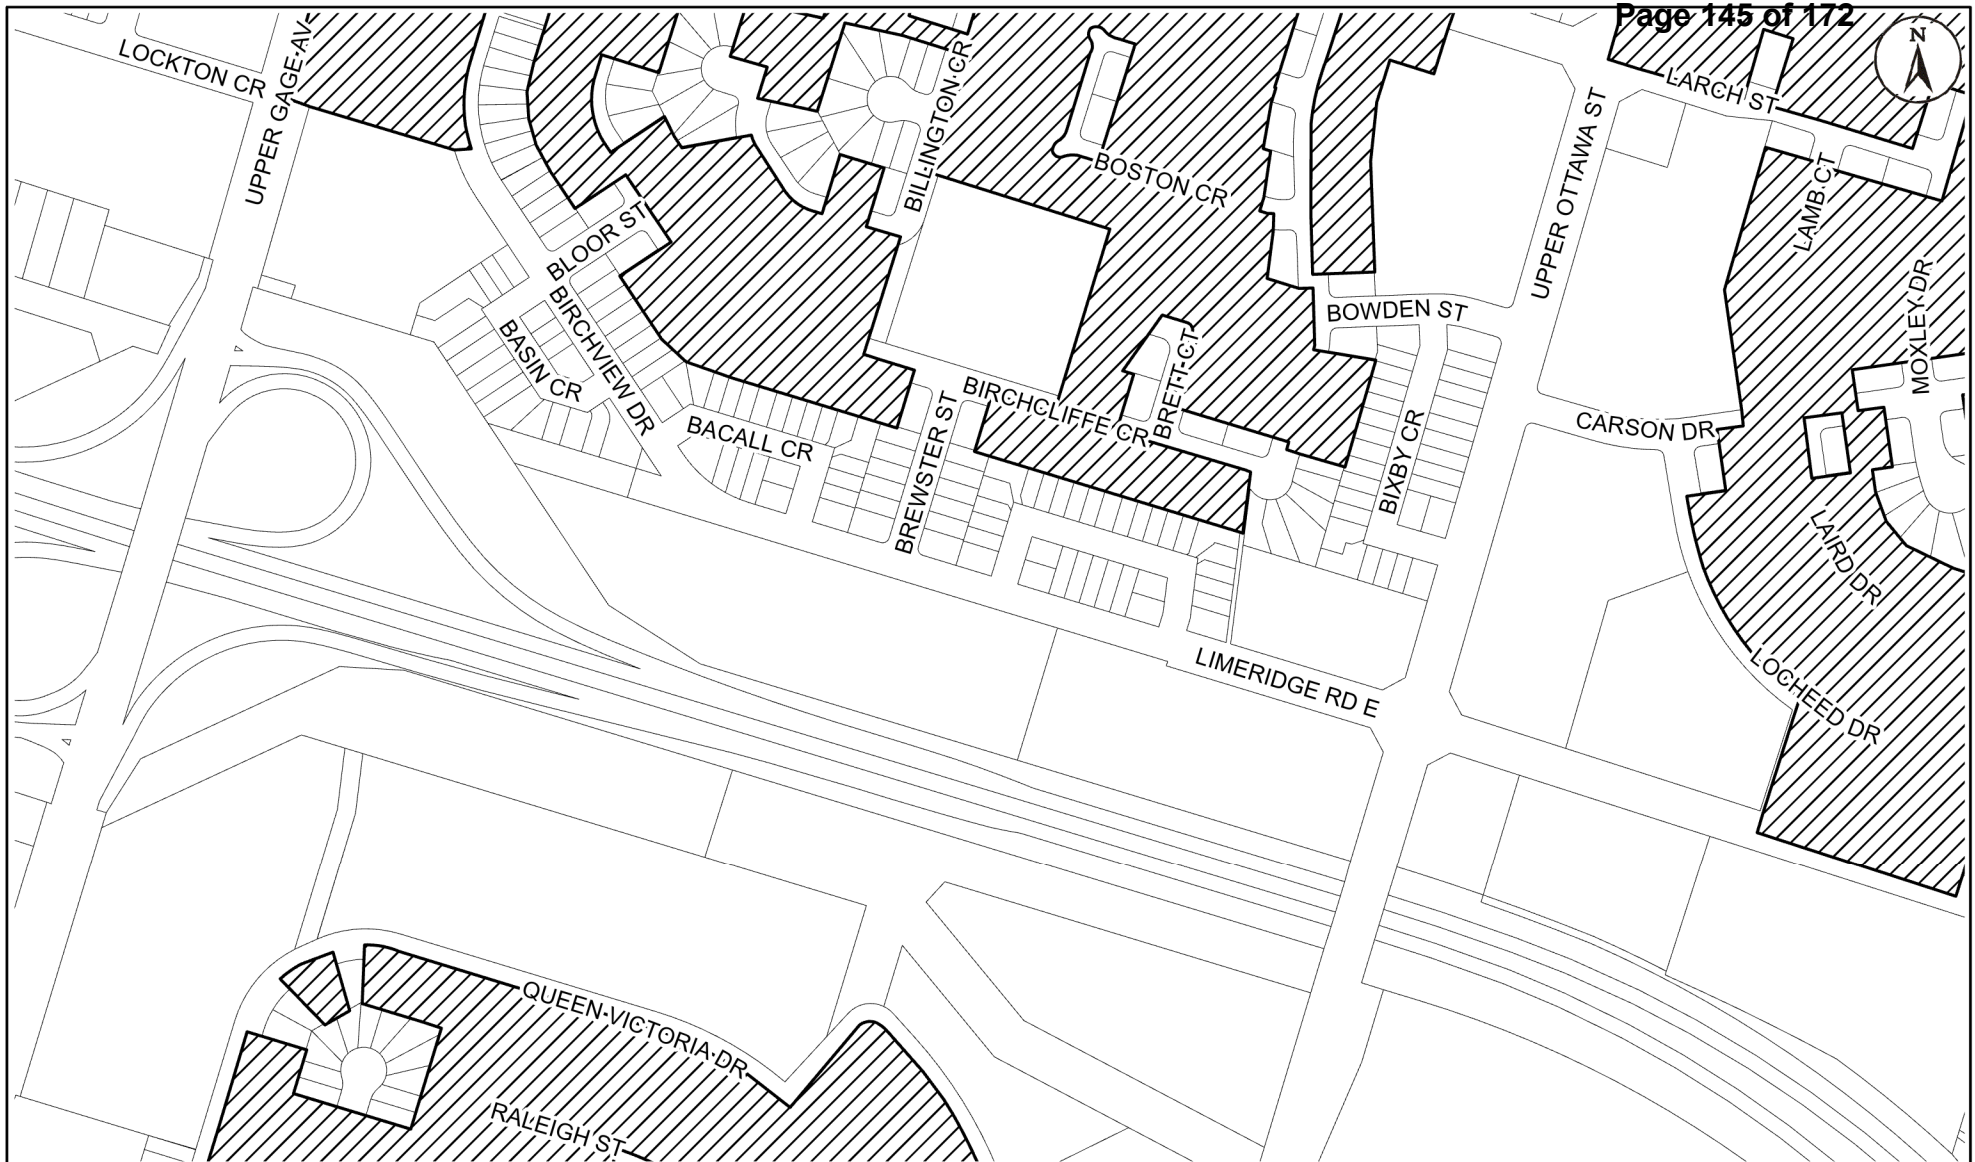 Page 145 of 172
N
LOCKTON CR
UPPER GAGE AV
BILLINGTON CR
LARCH ST
BOSTON CR
UPPER OTTAWA ST
LAMB CT
BLOOR ST
MOXLEY DR
BIRCHVIEW DR
BASIN CR
BOWDEN ST
BRETT CT
BIRCHCLIFFE CR
BACALL CR
BREWSTER ST
BIXBY CR
CARSON DR
LAIRD DR
LIMERIDGE RD E
LOCHEED DR
QUEEN VICTORIA DR
RALEIGH ST